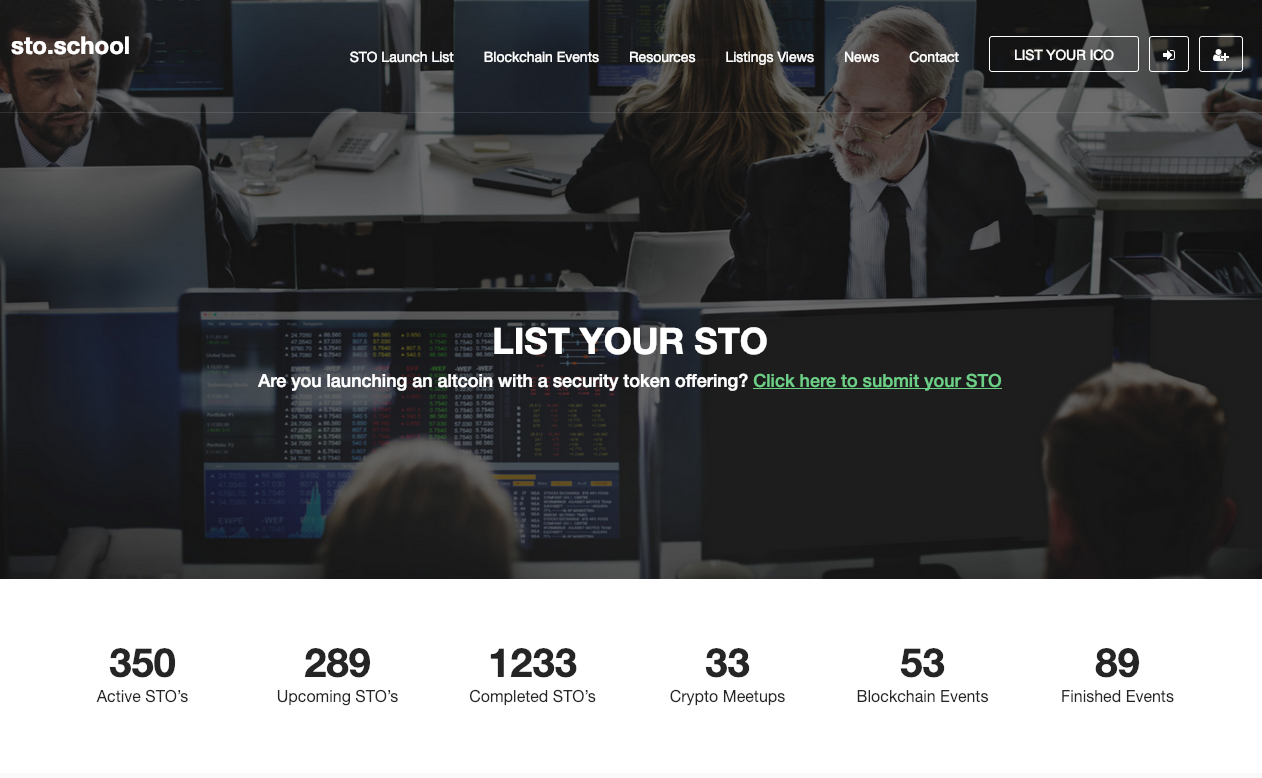 sto.school
STO Launch List
Blockchain Events
Resources
Listings Views
News
Contact
LIST YOUR ICO
LIST YOUR STO
Are you launching an altcoin with a security token offering? Click here to submit your STO
350
Active STO’s
289
Upcoming STO’s
1233
Completed STO’s
33
Crypto Meetups
53
Blockchain Events
89
Finished Events